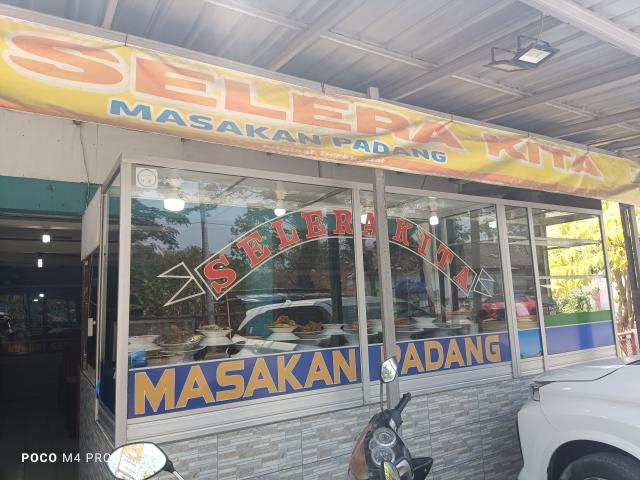 SELERA KITA
MASAKAN PADANG
SELERA KITA
MASAKAN PADANG
POCO M4 PRO